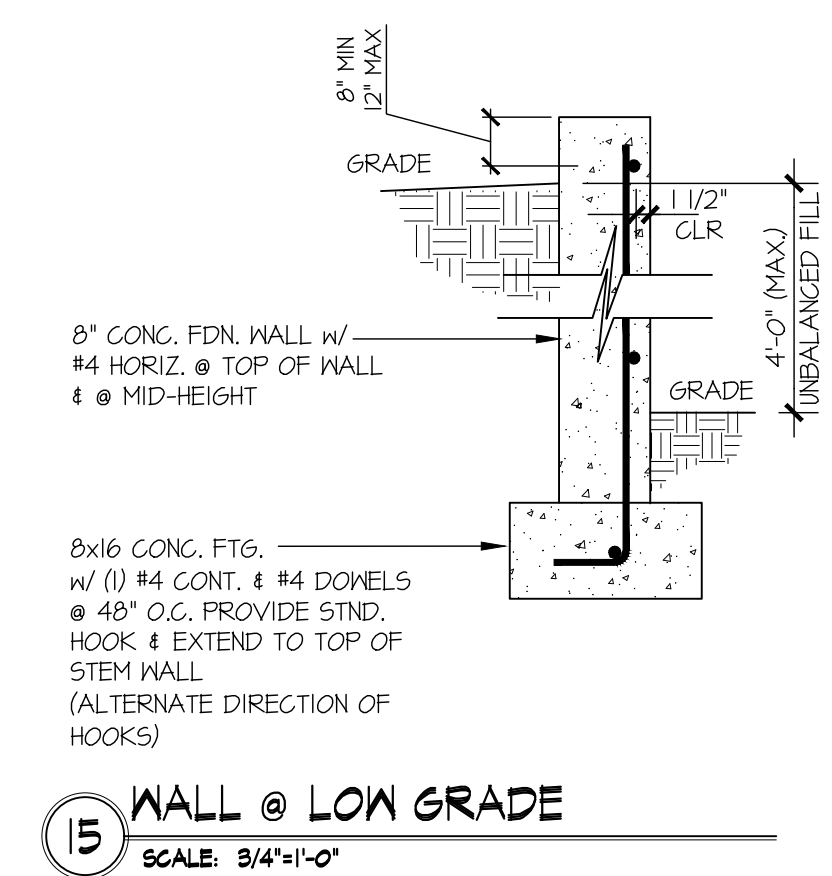 8" MIN
12" MAX
GRADE
1 1/2"
CLR
4'-0" (MAX.)
UNBALANCED FILL
8" CONC. FDN. WALL w/
#4 HORIZ. @ TOP OF WALL
& @ MID-HEIGHT
GRADE
8x16 CONC. FTG.
w/ (1) #4 CONT. & #4 DOWELS
@ 48" O.C. PROVIDE STND.
HOOK & EXTEND TO TOP OF
STEM WALL
(ALTERNATE DIRECTION OF
HOOKS)
15
WALL @ LOW GRADE
SCALE: 3/4"=1'-0"